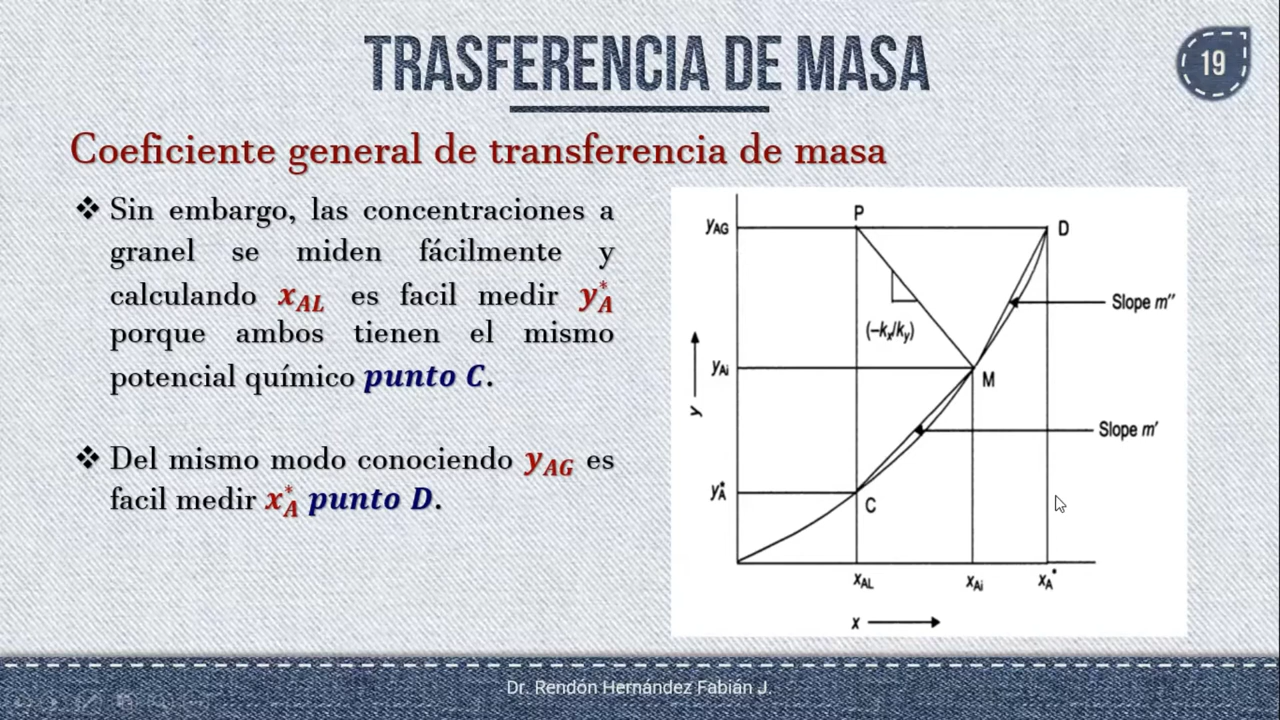 TRASFERENCIA DE MASA
19
Coeficiente general de transferencia de masa
❖ Sin embargo, las concentraciones a
granel se miden fácilmente y
calculando x_AL es facil medir y*_A
porque ambos tienen el mismo
potencial químico punto C.
❖ Del mismo modo conociendo y_AG es
facil medir x*_A punto D.
P
y_AG
D
Slope m''
(–k_x/k_y)
y_Ai
M
y
Slope m'
y*_A
C
x_AL
x_Ai
x_A*
x
Dr. Rendón Hernández Fabián J.